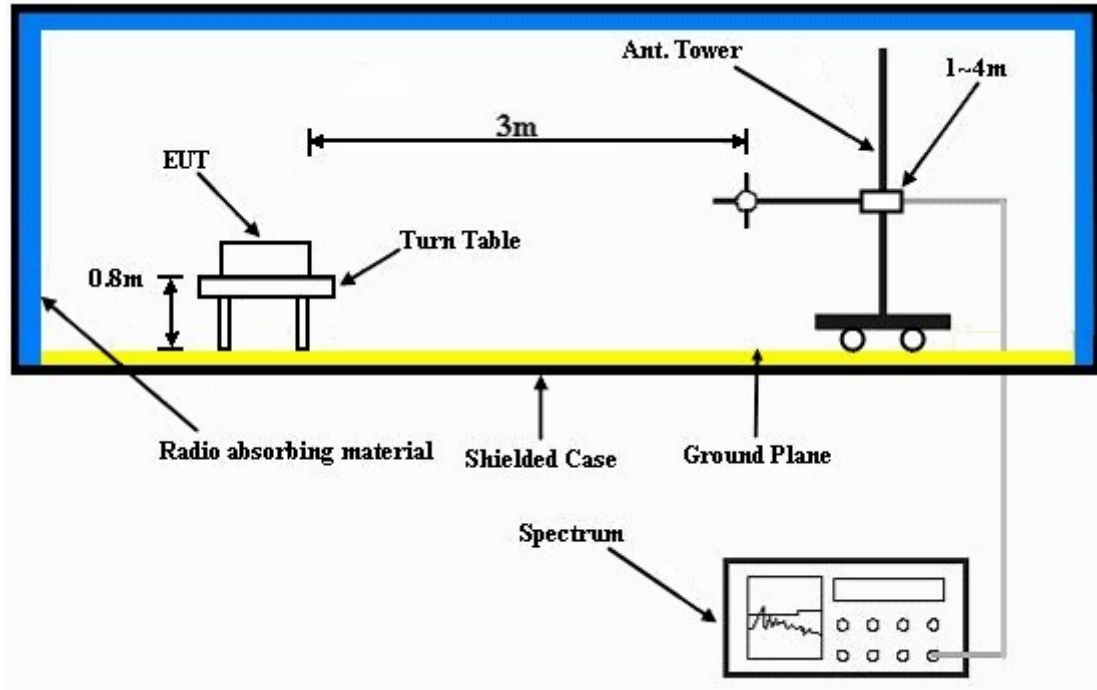 Ant. Tower
1~4m
3m
EUT
Turn Table
0.8m
Radio absorbing material
Shielded Case
Ground Plane
Spectrum